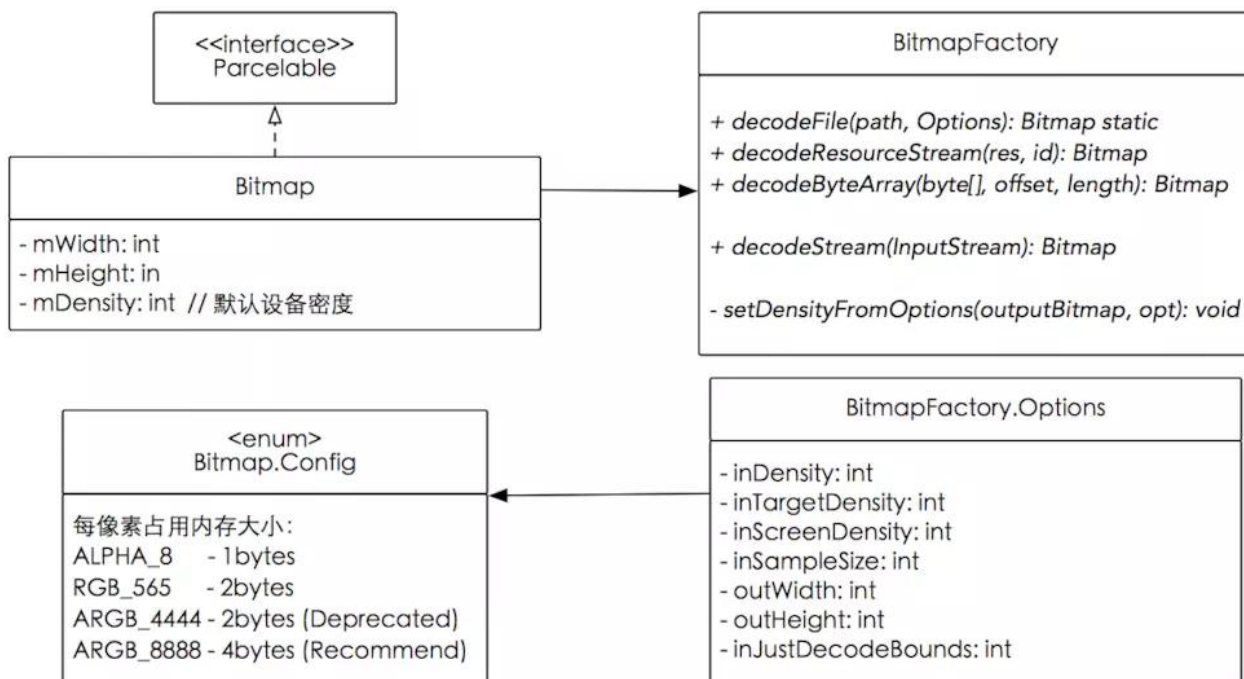 <<interface>>
Parcelable
Bitmap
- mWidth: int
- mHeight: in
- mDensity: int // 默认设备密度
BitmapFactory
+ decodeFile(path, Options): Bitmap static
+ decodeResourceStream(res, id): Bitmap
+ decodeByteArray(byte[], offset, length): Bitmap
+ decodeStream(InputStream): Bitmap
- setDensityFromOptions(outputBitmap, opt): void
<enum>
Bitmap.Config
每像素占用内存大小:
ALPHA_8 - 1bytes
RGB_565 - 2bytes
ARGB_4444 - 2bytes (Deprecated)
ARGB_8888 - 4bytes (Recommend)
BitmapFactory.Options
- inDensity: int
- inTargetDensity: int
- inScreenDensity: int
- inSampleSize: int
- outWidth: int
- outHeight: int
- inJustDecodeBounds: int